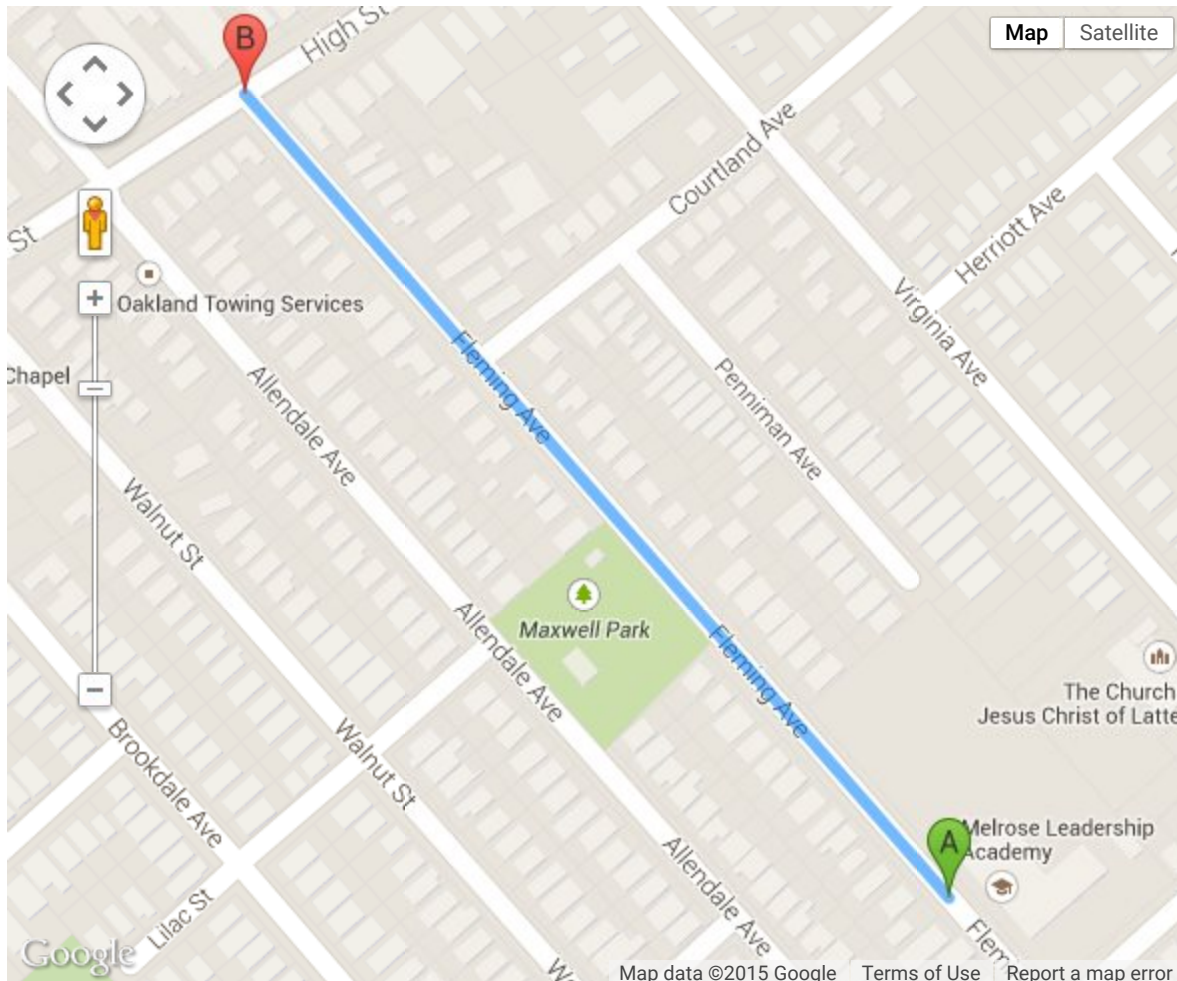 B
High St
Map
Satellite
Courtland Ave
St
Herriott Ave
Oakland Towing Services
Virginia Ave
Fleming Ave
Chapel
Allendale Ave
Penniman Ave
Walnut St
Maxwell Park
Allendale Ave
Fleming Ave
The Church
Jesus Christ of Latte
Brookdale Ave
Walnut St
A
Melrose Leadership
Academy
Allendale Ave
Lilac St
Flem
Google
Map data ©2015 Google
Terms of Use
Report a map error